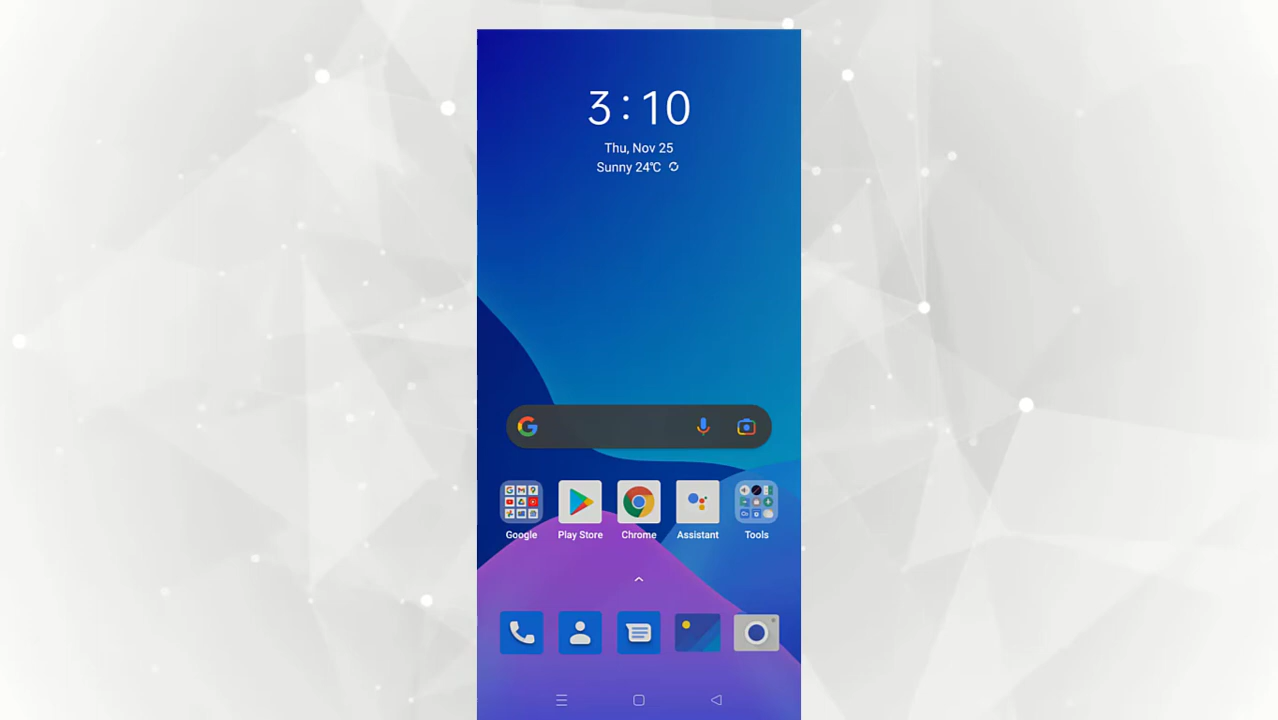 3:10
Thu, Nov 25
Sunny 24°C
Google
Play Store
Chrome
Assistant
Tools